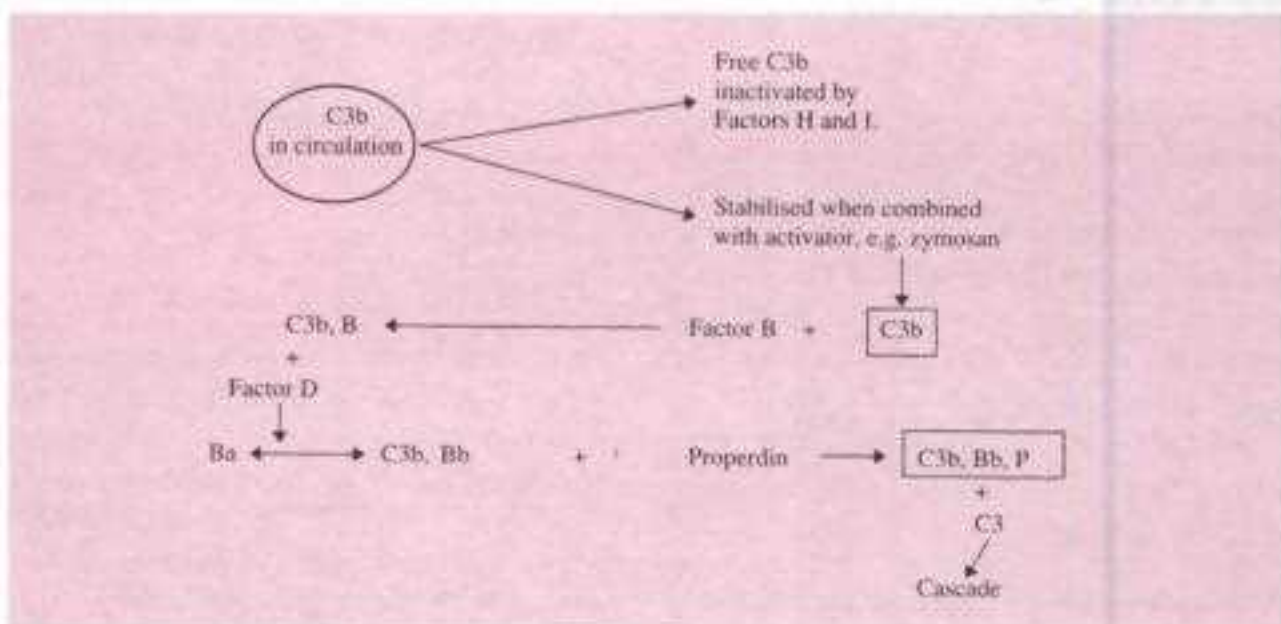 Free C3b
inactivated by
Factors H and I.
C3b
in circulation
Stabilised when combined
with activator, e.g. zymosan
C3b, B
Factor B +
C3b
+
Factor D
Ba
C3b, Bb
+
Properdin
C3b, Bb, P
+
C3
Cascade